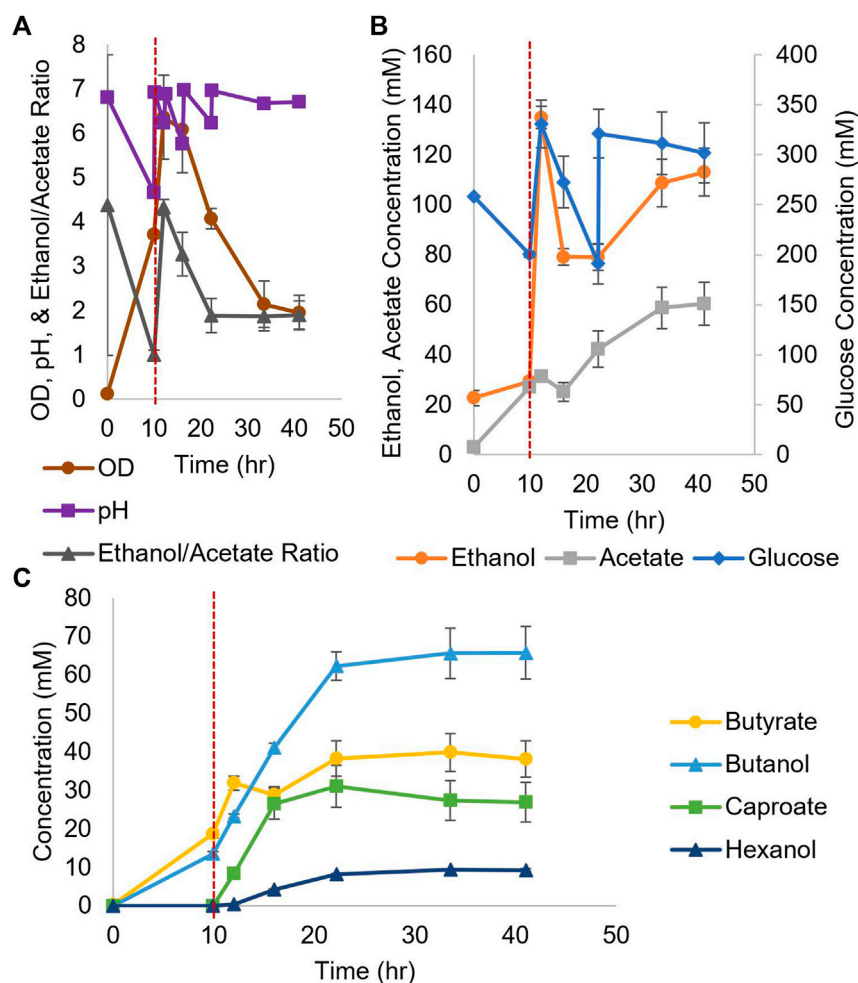 A
OD, pH, & Ethanol/Acetate Ratio
8
7
6
5
4
3
2
1
0
0 10 20 30 40 50
Time (hr)
OD
pH
Ethanol/Acetate Ratio
B
Ethanol, Acetate Concentration (mM)
160
140
120
100
80
60
40
20
0
400
350
300
250
200
150
100
50
0
Glucose Concentration (mM)
0 10 20 30 40 50
Time (hr)
Ethanol Acetate Glucose
C
Concentration (mM)
80
70
60
50
40
30
20
10
0
0 10 20 30 40 50
Time (hr)
Butyrate
Butanol
Caproate
Hexanol